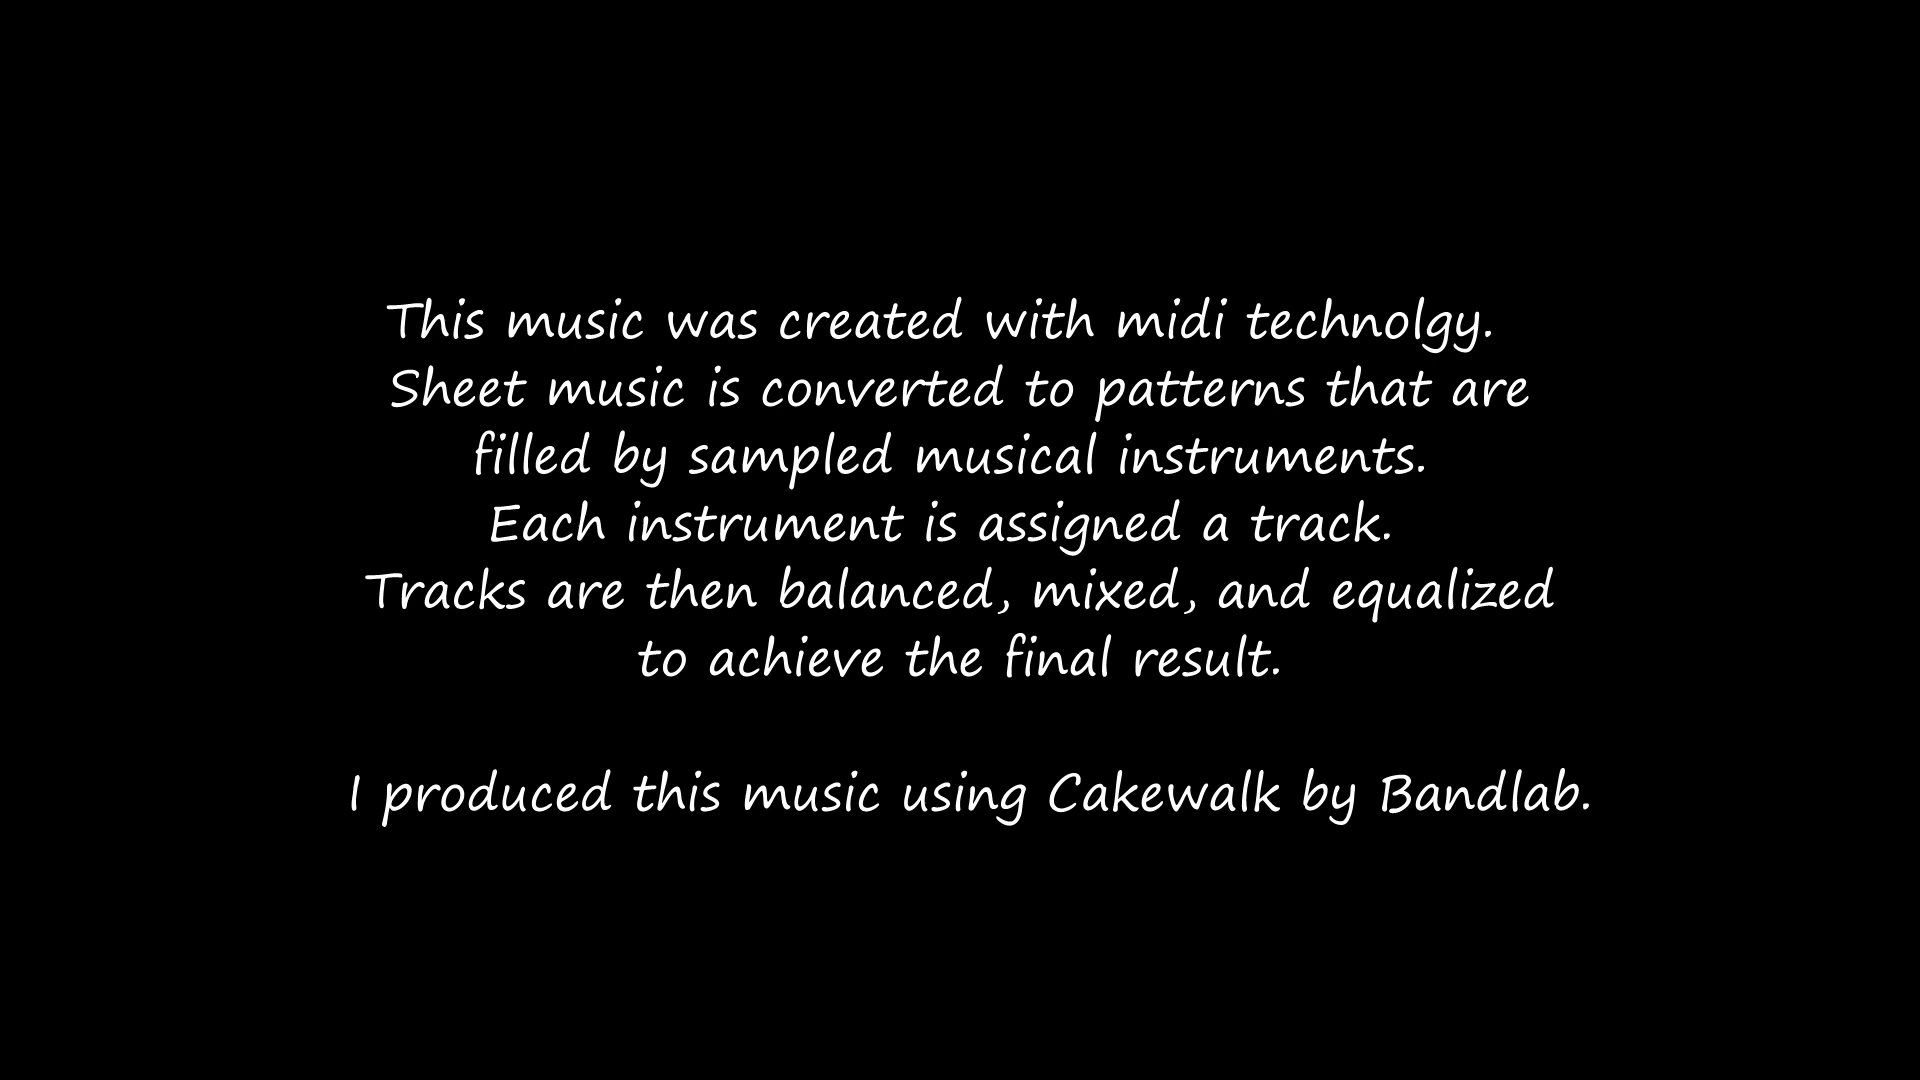 This music was created with midi technolgy.
Sheet music is converted to patterns that are
filled by sampled musical instruments.
Each instrument is assigned a track.
Tracks are then balanced, mixed, and equalized
to achieve the final result.
I produced this music using Cakewalk by Bandlab.